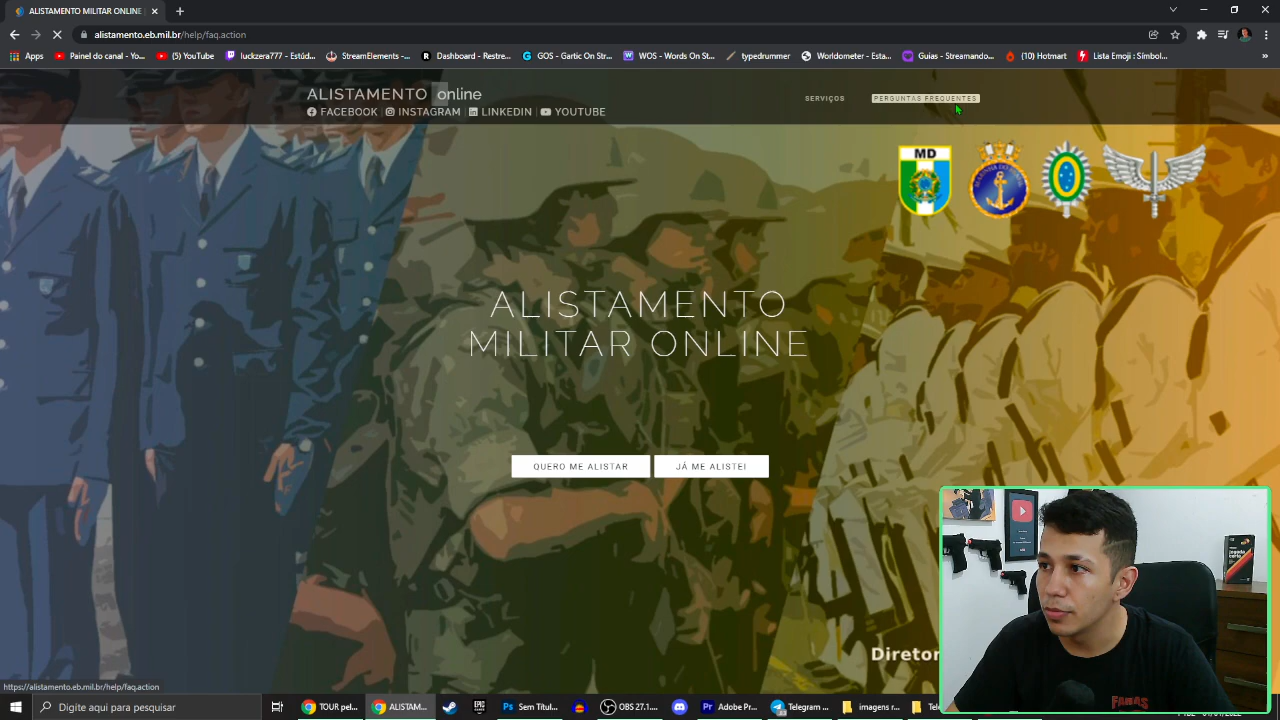 ALISTAMENTO MILITAR ONLINE
alistamento.eb.mil.br/help/faq.action
Apps
Painel do canal - Yo...
(5) YouTube
luckzera777 - Estúd...
StreamElements -...
Dashboard - Restre...
GOS - Gartic On Str...
WOS - Words On St...
typedrummer
Worldometer - Esta...
Guias - Streamando...
(10) Hotmart
Lista Emoji : Símbol...
»
ALISTAMENTO online
FACEBOOK | INSTAGRAM | LINKEDIN | YOUTUBE
SERVIÇOS
PERGUNTAS FREQUENTES
MD
ALISTAMENTO
MILITAR ONLINE
QUERO ME ALISTAR
JÁ ME ALISTEI
Diretor
https://alistamento.eb.mil.br/help/faq.action
Digite aqui para pesquisar
TOUR pel...
Sem Títul...
OBS 27.1...
Adobe P...
Telegram ...
imagens r...